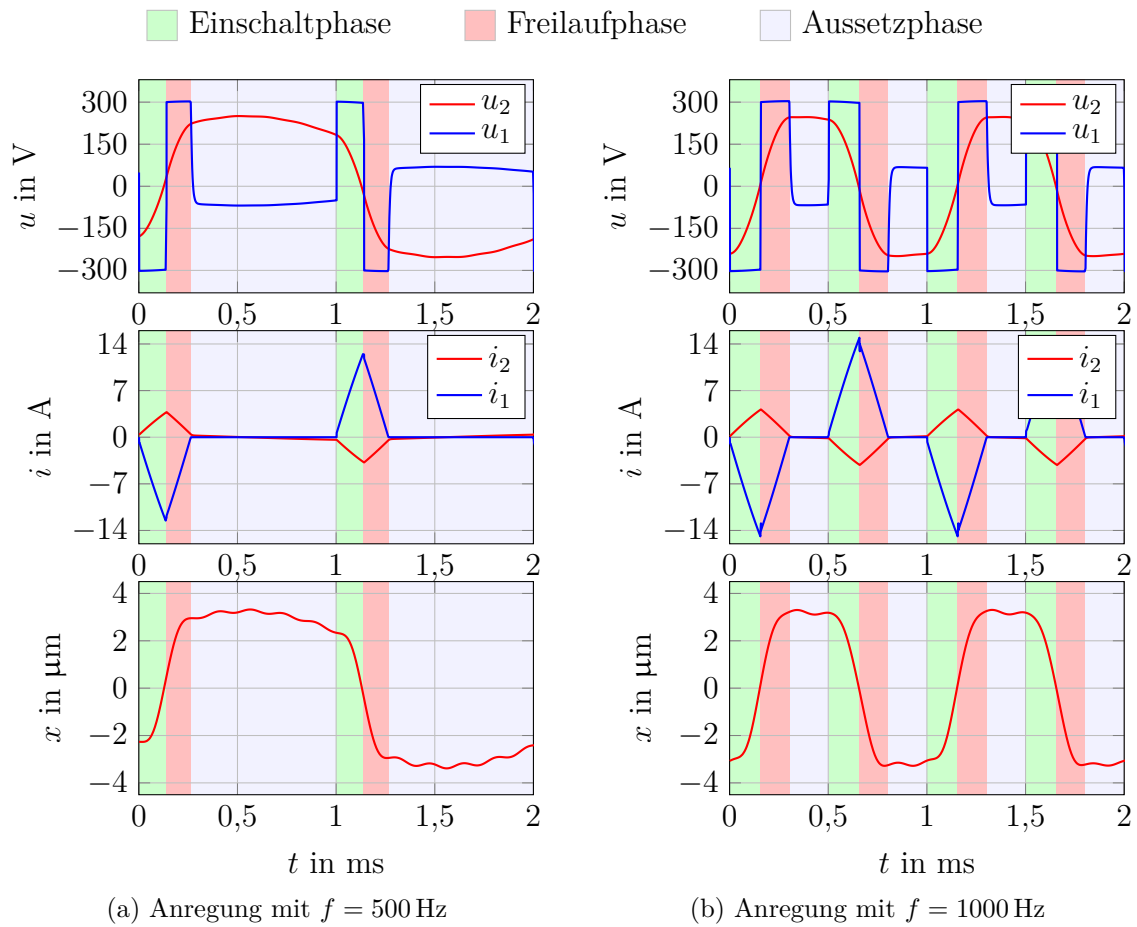 Einschaltphase Freilaufphase Aussetzphase
300
150
0
−150
−300
u in V
u₂
u₁
0 0,5 1 1,5 2
14
7
0
−7
−14
i in A
i₂
i₁
0 0,5 1 1,5 2
4
2
0
−2
−4
x in µm
0 0,5 1 1,5 2
t in ms
(a) Anregung mit f = 500 Hz
300
150
0
−150
−300
u in V
u₂
u₁
0 0,5 1 1,5 2
14
7
0
−7
−14
i in A
i₂
i₁
0 0,5 1 1,5 2
4
2
0
−2
−4
x in µm
0 0,5 1 1,5 2
t in ms
(b) Anregung mit f = 1000 Hz